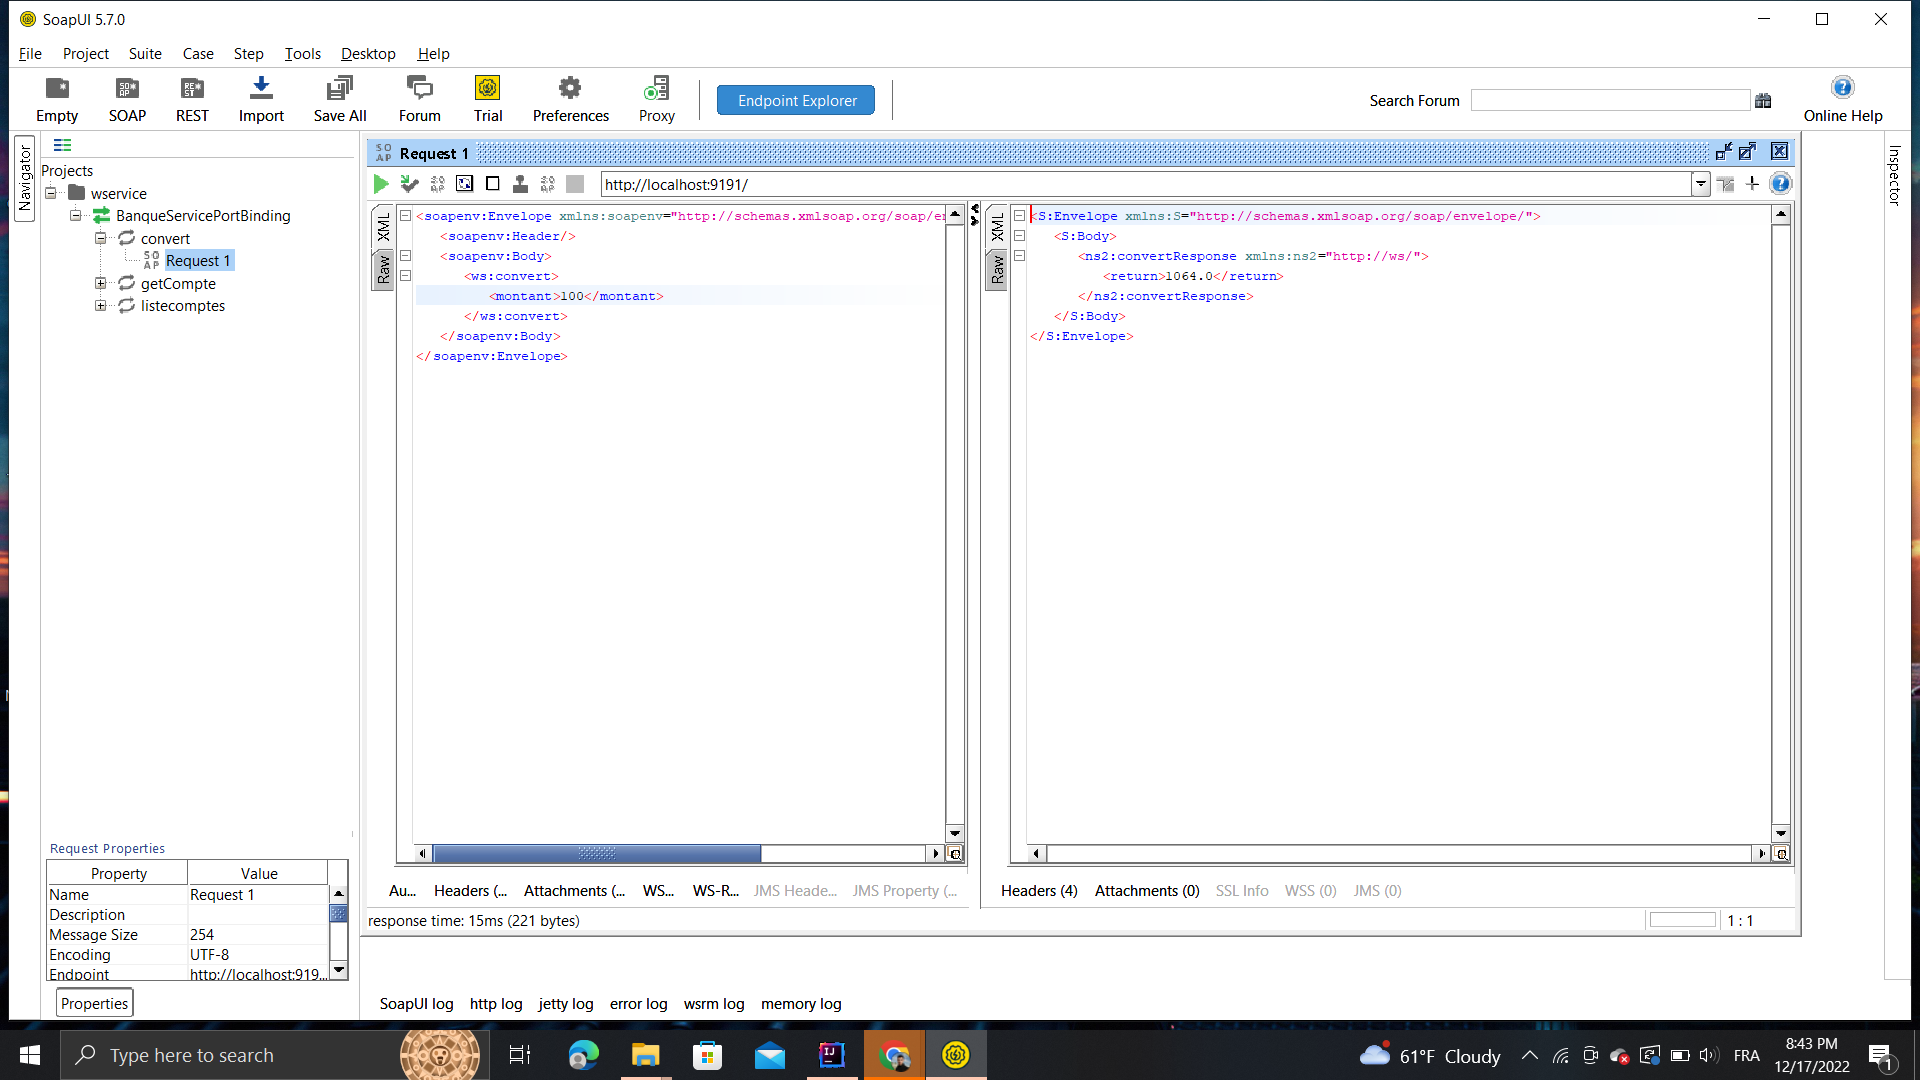 SoapUI 5.7.0
File Project Suite Case Step Tools Desktop Help
Empty SOAP REST Import Save All Forum Trial Preferences Proxy Endpoint Explorer Search Forum Online Help
Navigator
Projects
wservice
BanqueServicePortBinding
convert
Request 1
getCompte
listecomptes
Request Properties
Property Value
Name Request 1
Description
Message Size 254
Encoding UTF-8
Endpoint http://localhost:919...
Properties
SOAP Request 1
http://localhost:9191/
XML
Raw
<soapenv:Envelope xmlns:soapenv="http://schemas.xmlsoap.org/soap/en
<soapenv:Header/>
<soapenv:Body>
<ws:convert>
<montant>100</montant>
</ws:convert>
</soapenv:Body>
</soapenv:Envelope>
Au... Headers (... Attachments (... WS... WS-R... JMS Heade... JMS Property (...
XML
Raw
<S:Envelope xmlns:S="http://schemas.xmlsoap.org/soap/envelope/">
<S:Body>
<ns2:convertResponse xmlns:ns2="http://ws/">
<return>1064.0</return>
</ns2:convertResponse>
</S:Body>
</S:Envelope>
Headers (4) Attachments (0) SSL Info WSS (0) JMS (0)
response time: 15ms (221 bytes)
1 : 1
Inspector
SoapUI log http log jetty log error log wsrm log memory log
Type here to search
61°F Cloudy
FRA
8:43 PM
12/17/2022
1